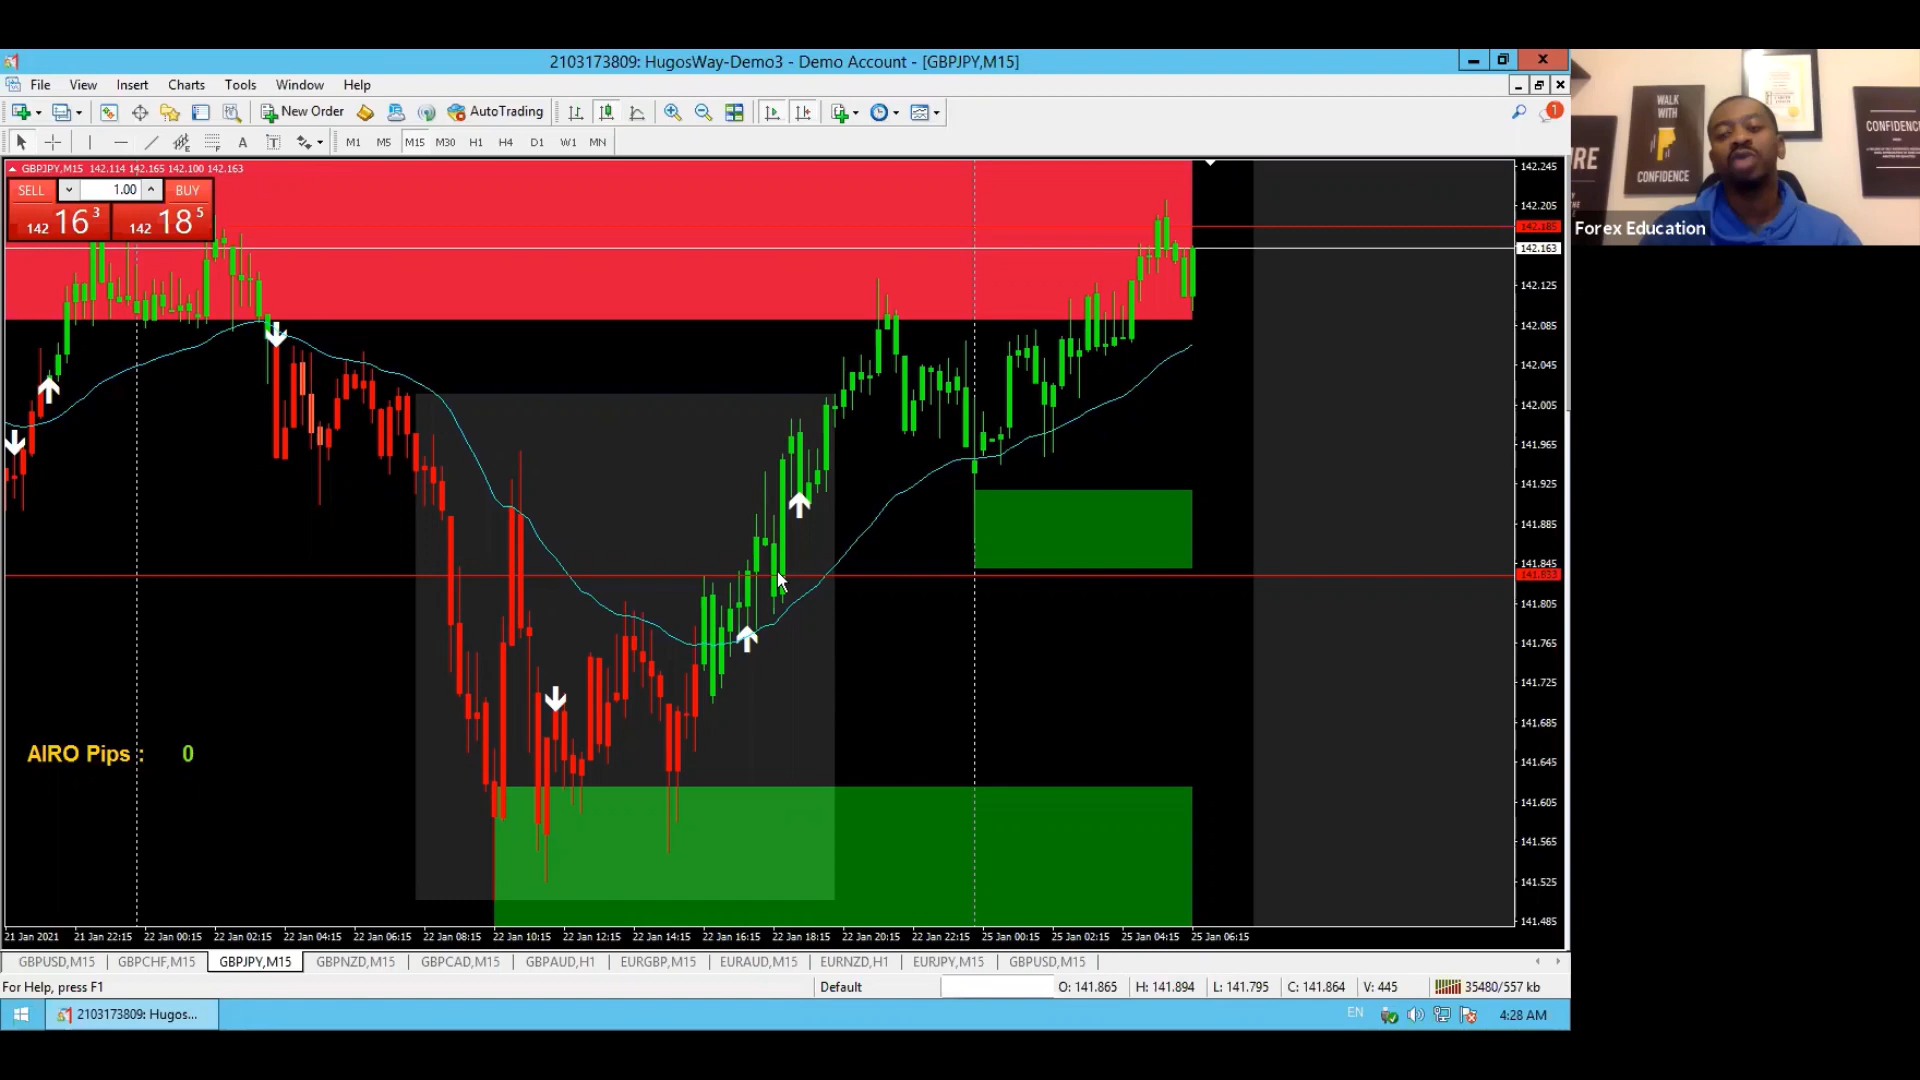 2103173809: HugosWay-Demo3 - Demo Account - [GBPJPY,M15]
File View Insert Charts Tools Window Help
New Order AutoTrading 1
A T M1 M5 M15 M30 H1 H4 D1 W1 MN
GBPJPY,M15 142.114 142.165 142.100 142.163
SELL 1.00 BUY
142 16 3 142 18 5
142.245
142.205
142.185
142.163
142.125
142.085
142.045
142.005
141.965
141.925
141.885
141.845
141.833
141.805
141.765
141.725
141.685
141.645
141.605
141.565
141.525
141.485
AIRO Pips : 0
21 Jan 2021 21 Jan 22:15 22 Jan 00:15 22 Jan 02:15 22 Jan 04:15 22 Jan 06:15 22 Jan 08:15 22 Jan 10:15 22 Jan 12:15 22 Jan 14:15 22 Jan 16:15 22 Jan 18:15 22 Jan 20:15 22 Jan 22:15 25 Jan 00:15 25 Jan 02:15 25 Jan 04:15 25 Jan 06:15
GBPUSD,M15 GBPCHF,M15 GBPJPY,M15 GBPNZD,M15 GBPCAD,M15 GBPAUD,H1 EURGBP,M15 EURAUD,M15 EURNZD,H1 EURJPY,M15 GBPUSD,M15
For Help, press F1 Default O: 141.865 H: 141.894 L: 141.795 C: 141.864 V: 445 35480/557 kb
2103173809: Hugos... EN 4:28 AM
WALK
WITH
CONFIDENCE
CONFIDENC
Forex Education